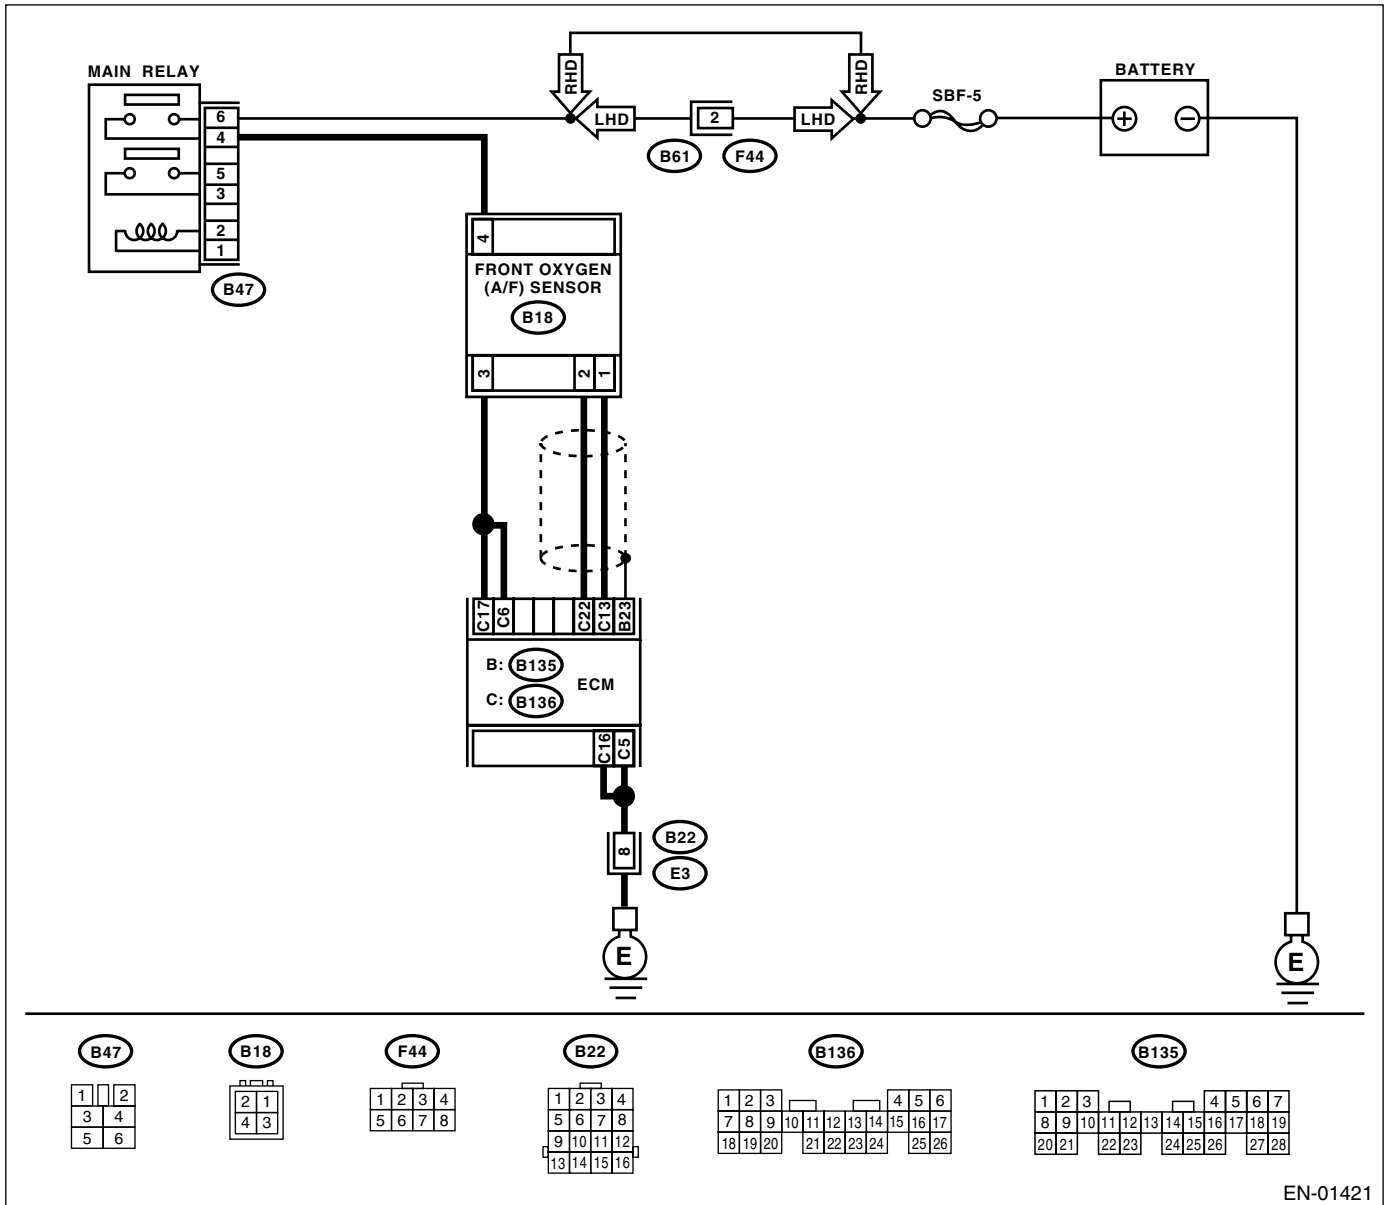 MAIN RELAY
BATTERY
SBF-5
RHD
RHD
LHD
2
LHD
B61
F44
6
4
5
3
2
1
B47
4
FRONT OXYGEN
(A/F) SENSOR
B18
3
2
1
C17
C6
C22
C13
B23
B: B135
ECM
C: B136
C16
C5
8
B22
E3
E
E
B47
B18
F44
B22
B136
B135
1 2
3 4
5 6
2 1
4 3
1 2 3 4
5 6 7 8
1 2 3 4
5 6 7 8
9 10 11 12
13 14 15 16
1 2 3 4 5 6
7 8 9 10 11 12 13 14 15 16 17
18 19 20 21 22 23 24 25 26
1 2 3 4 5 6 7
8 9 10 11 12 13 14 15 16 17 18 19
20 21 22 23 24 25 26 27 28
EN-01421